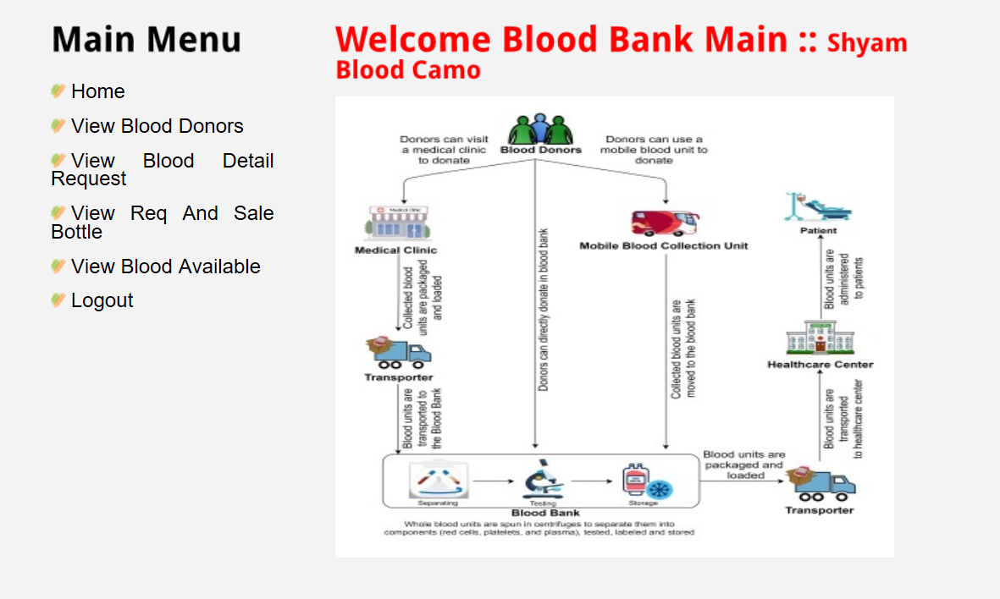 Main Menu
Home
View Blood Donors
View Blood Detail
Request
View Req And Sale
Bottle
View Blood Available
Logout
Welcome Blood Bank Main :: Shyam
Blood Camo
Donors can visit
a medical clinic
to donate
Blood Donors
Donors can use a
mobile blood unit to
donate
Medical Clinic
Medical Clinic
Mobile Blood Collection Unit
Patient
Collected blood
units are packaged
and loaded
Donors can directly donate in blood bank
Collected blood units are
moved to the blood bank
Blood units are
administered
to patients
Transporter
Healthcare Center
Blood units are
transported to
the Blood Bank
Blood units are
transported
to healthcare center
Blood units are
packaged and
loaded
Separating
Testing
Storage
Blood Bank
Transporter
Whole blood units are spun in centrifuges to separate them into
components (red cells, platelets, and plasma), tested, labeled and stored